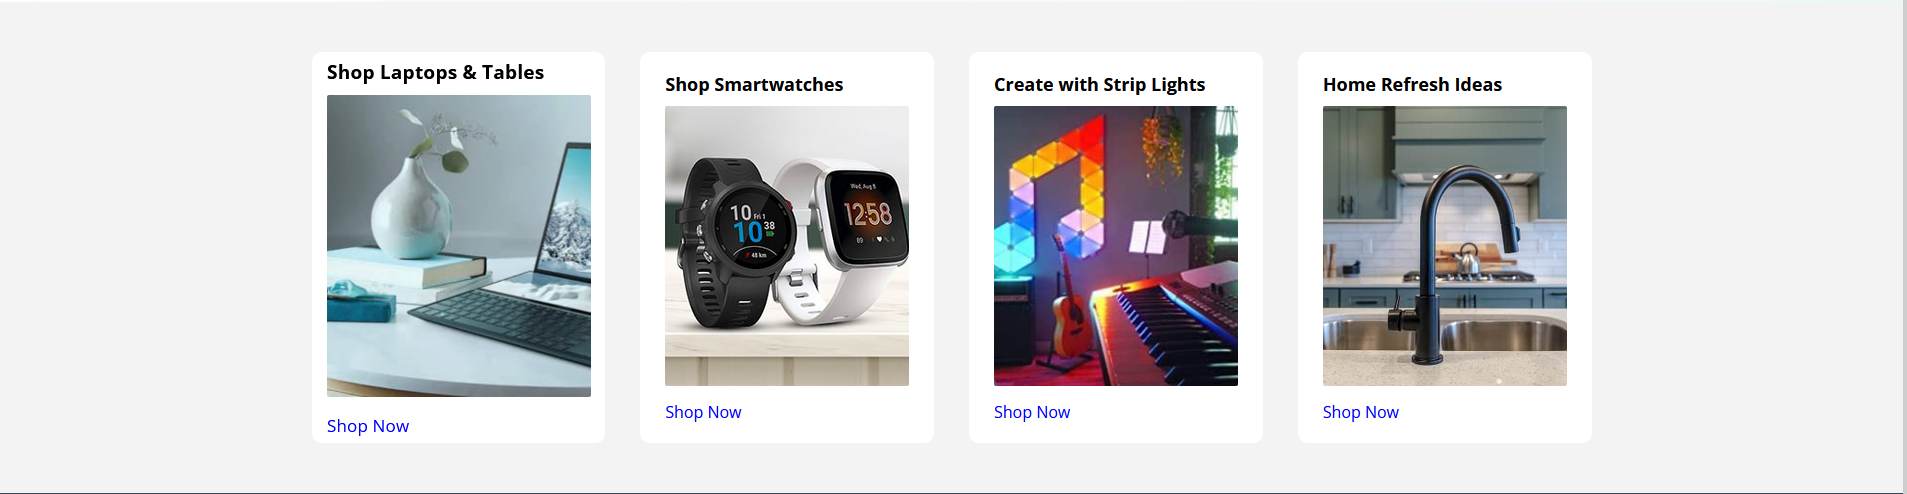 Shop Laptops & Tables
Shop Now
Shop Smartwatches
10 Fri 1
10 38
48 km
Wed, Aug 8
12:58
89
Shop Now
Create with Strip Lights
Shop Now
Home Refresh Ideas
Shop Now